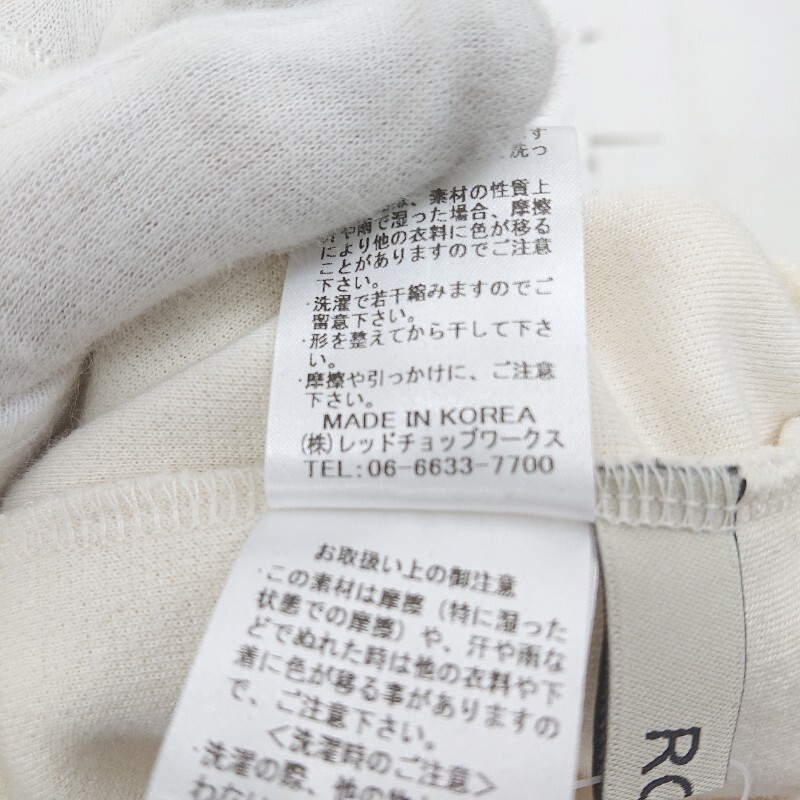 す
洗っ
は、素材の性質上
や雨で湿った場合、摩擦
により他の衣料に色が移る
ことがありますのでご注意
下さい。
・洗濯で若干縮みますのでご
留意下さい。
・形を整えてから干して下さ
い。
・摩擦や引っかけに、ご注意
下さい。
MADE IN KOREA
(株)レッドチョップワークス
TEL:06-6633-7700
お取扱い上の御注意
・この素材は摩擦（特に湿った
状態での摩擦）や、汗や雨な
どでぬれた時は他の衣料や下
着に色が移る事がありますの
で、ご注意下さい。
＜洗濯時のご注意＞
・洗濯の際、他の物
わない
RO